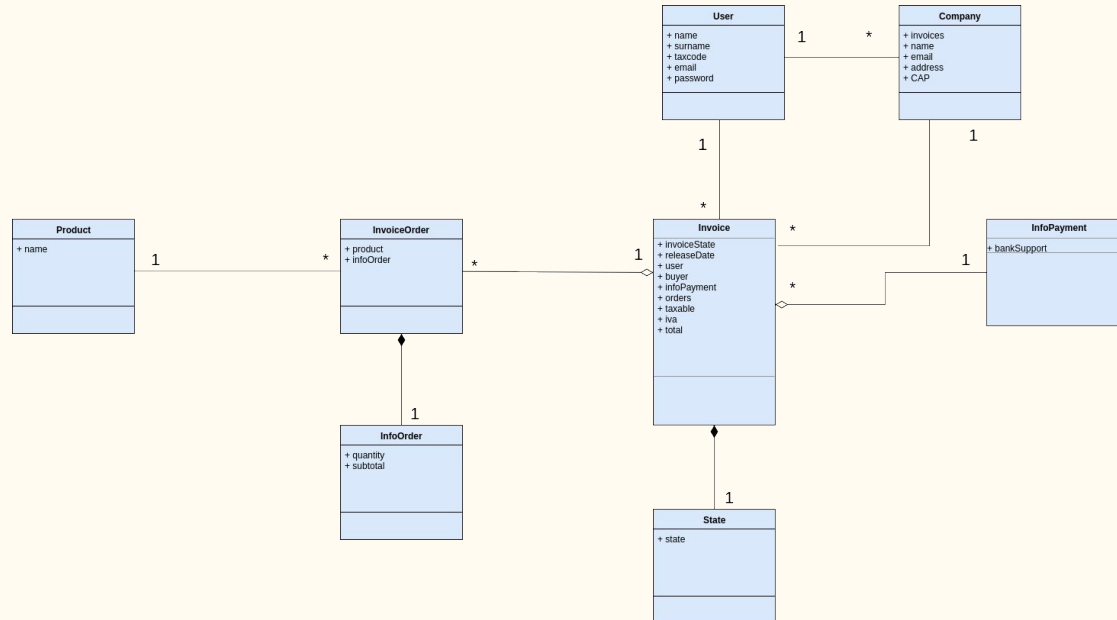 User
+ name
+ surname
+ taxcode
+ email
+ password
1
*
Company
+ invoices
+ name
+ email
+ address
+ CAP
1
*
1
*
Product
+ name
1
*
InvoiceOrder
+ product
+ infoOrder
*
1
Invoice
+ invoiceState
+ releaseDate
+ user
+ buyer
+ infoPayment
+ orders
+ taxable
+ iva
+ total
*
1
InfoPayment
+ bankSupport
1
InfoOrder
+ quantity
+ subtotal
1
State
+ state